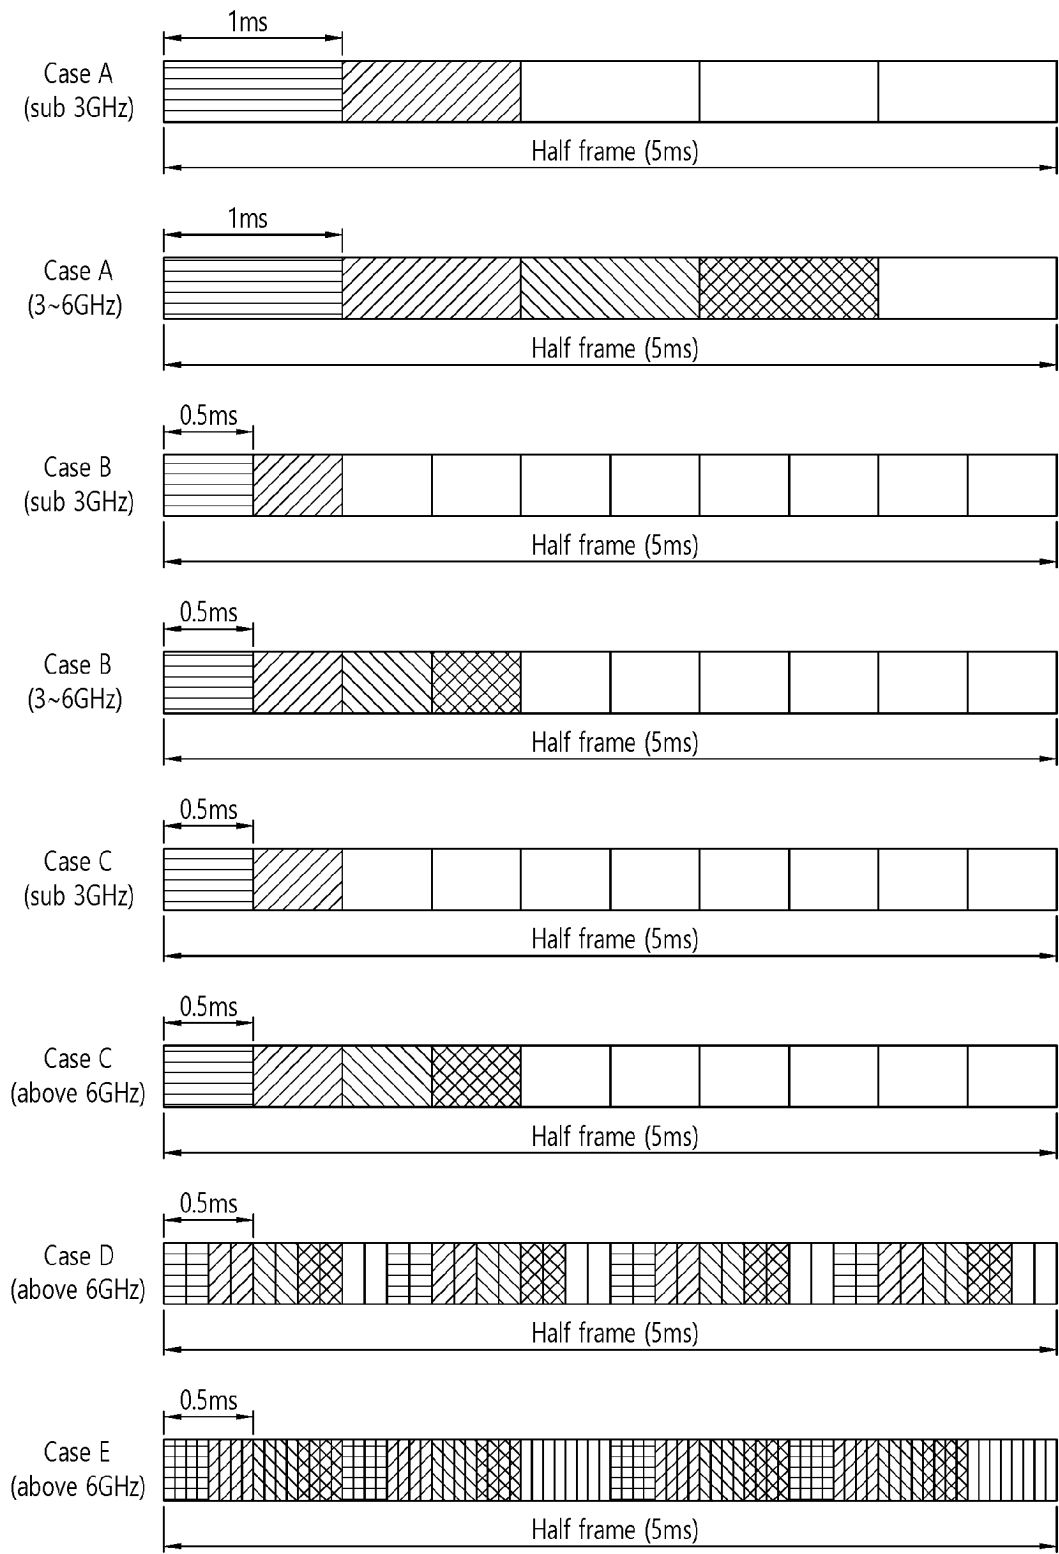 1ms
Case A
(sub 3GHz)
Half frame (5ms)
1ms
Case A
(3~6GHz)
Half frame (5ms)
0.5ms
Case B
(sub 3GHz)
Half frame (5ms)
0.5ms
Case B
(3~6GHz)
Half frame (5ms)
0.5ms
Case C
(sub 3GHz)
Half frame (5ms)
0.5ms
Case C
(above 6GHz)
Half frame (5ms)
0.5ms
Case D
(above 6GHz)
Half frame (5ms)
0.5ms
Case E
(above 6GHz)
Half frame (5ms)